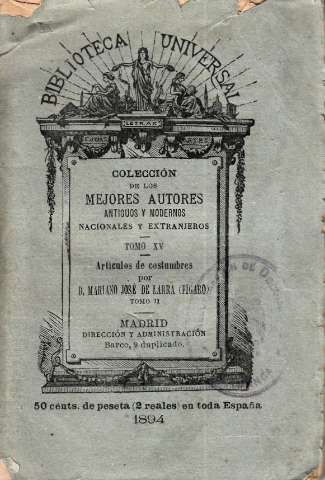 BIBLIOTECA UNIVERSAL
LETRAS
COLECCIÓN
DE LOS
MEJORES AUTORES
ANTIGUOS Y MODERNOS
NACIONALES Y EXTRANJEROS
TOMO XV
Artículos de costumbres
por
D. MARIANO JOSÉ DE LARRA (FÍGARO)
TOMO II
MADRID
DIRECCIÓN Y ADMINISTRACIÓN
Barco, 9 duplicado.
50 cents. de peseta (2 reales) en toda España
1894